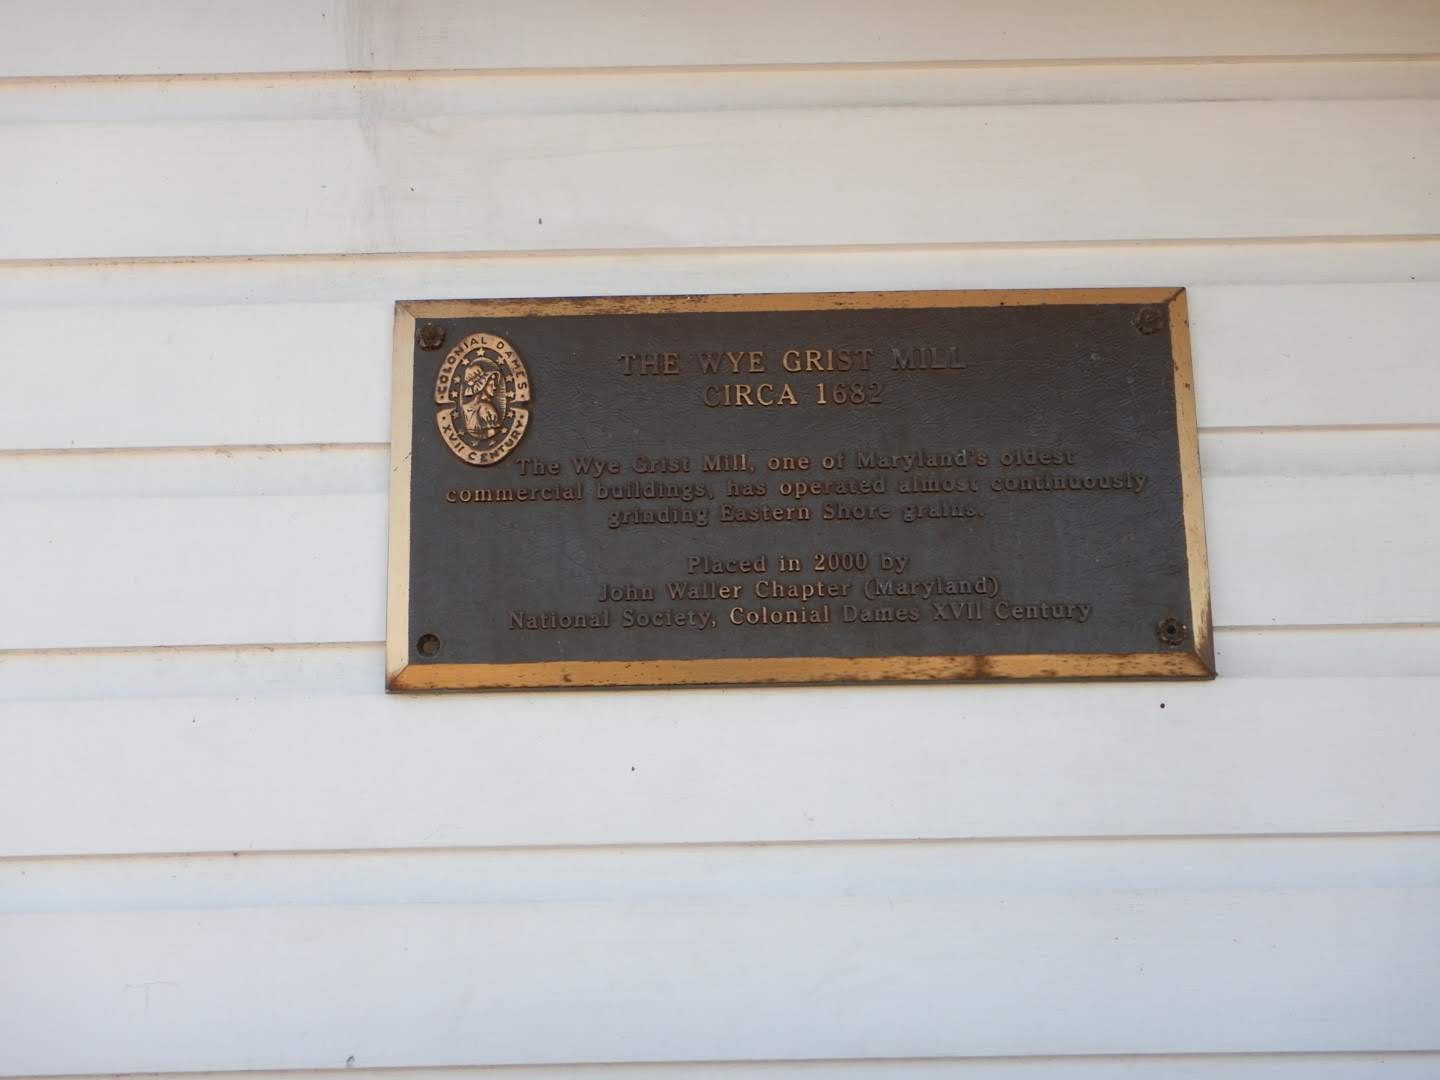 COLONIAL DAMES
XVII CENTURY
THE WYE GRIST MILL
CIRCA 1682
The Wye Grist Mill, one of Maryland's oldest
commercial buildings, has operated almost continuously
grinding Eastern Shore grains.
Placed in 2000 by
John Waller Chapter (Maryland)
National Society, Colonial Dames XVII Century